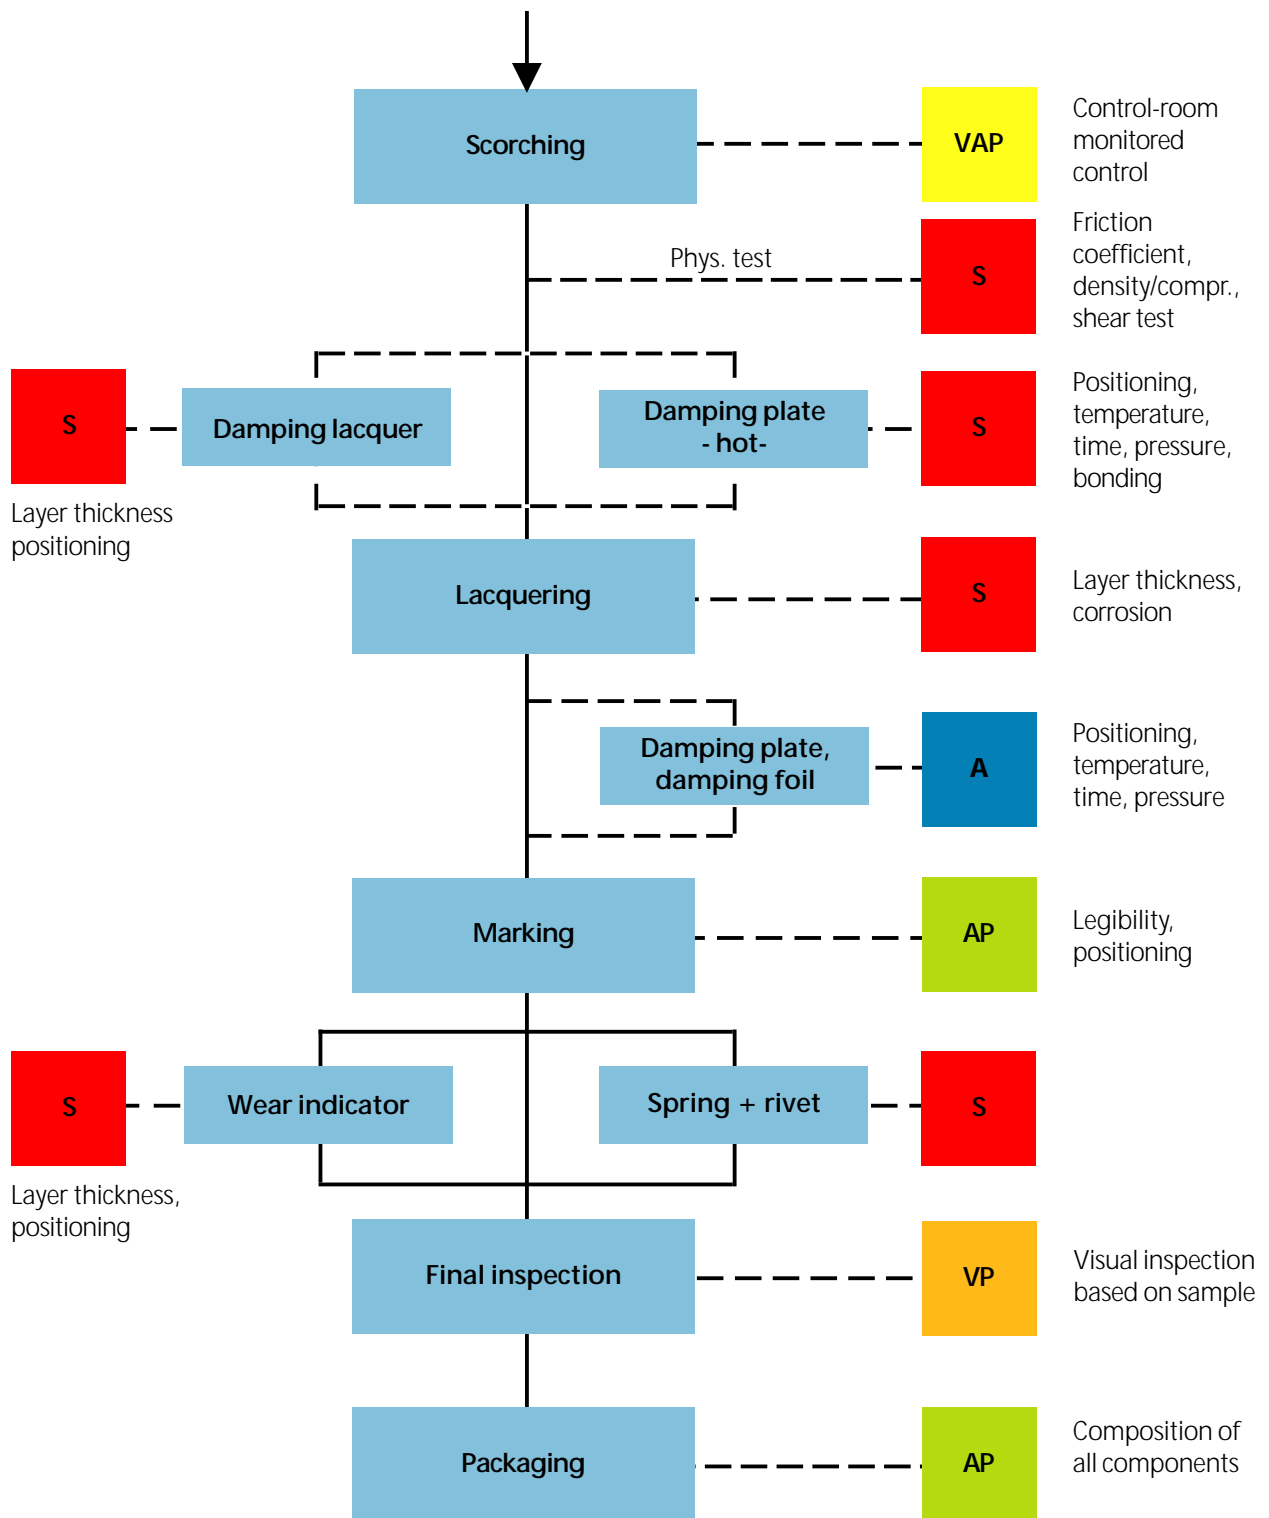 Scorching
VAP
Control-room
monitored
control
Phys. test
S
Friction
coefficient,
density/compr.,
shear test
S
Layer thickness
positioning
Damping lacquer
Damping plate
- hot-
S
Positioning,
temperature,
time, pressure,
bonding
Lacquering
S
Layer thickness,
corrosion
Damping plate,
damping foil
A
Positioning,
temperature,
time, pressure
Marking
AP
Legibility,
positioning
S
Layer thickness,
positioning
Wear indicator
Spring + rivet
S
Final inspection
VP
Visual inspection
based on sample
Packaging
AP
Composition of
all components